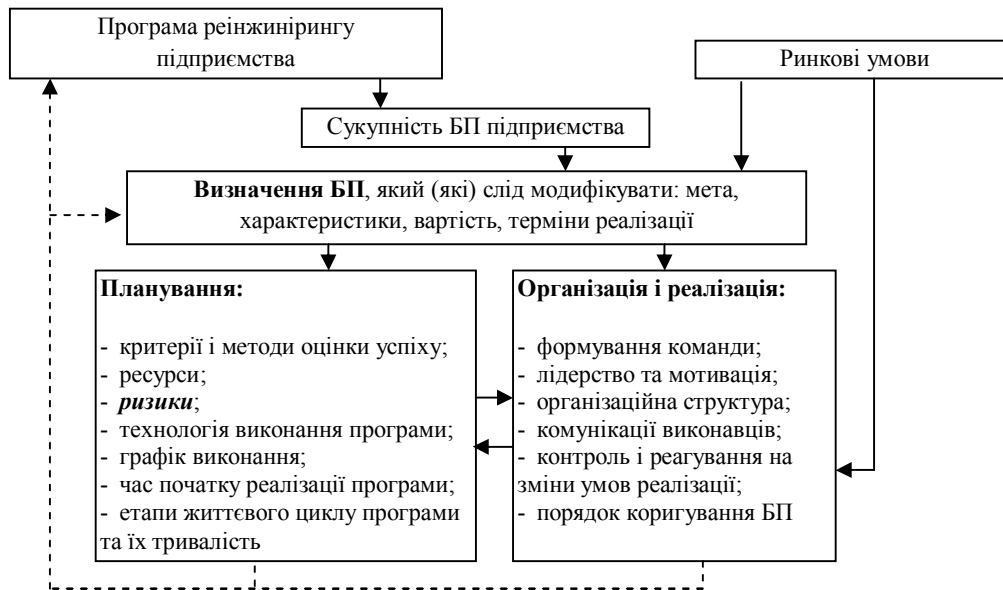 Програма реінжинірингу
підприємства
Ринкові умови
Сукупність БП підприємства
Визначення БП, який (які) слід модифікувати: мета,
характеристики, вартість, терміни реалізації
Планування:
- критерії і методи оцінки успіху;
- ресурси;
- ризики;
- технологія виконання програми;
- графік виконання;
- час початку реалізації програми;
- етапи життєвого циклу програми
та їх тривалість
Організація і реалізація:
- формування команди;
- лідерство та мотивація;
- організаційна структура;
- комунікації виконавців;
- контроль і реагування на
зміни умов реалізації;
- порядок коригування БП